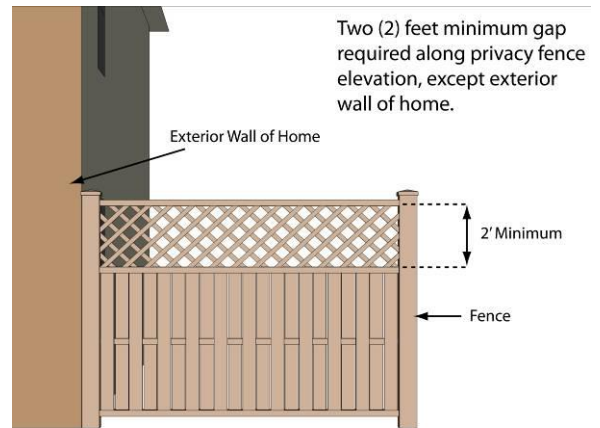 Two (2) feet minimum gap
required along privacy fence
elevation, except exterior
wall of home.
Exterior Wall of Home
2' Minimum
Fence